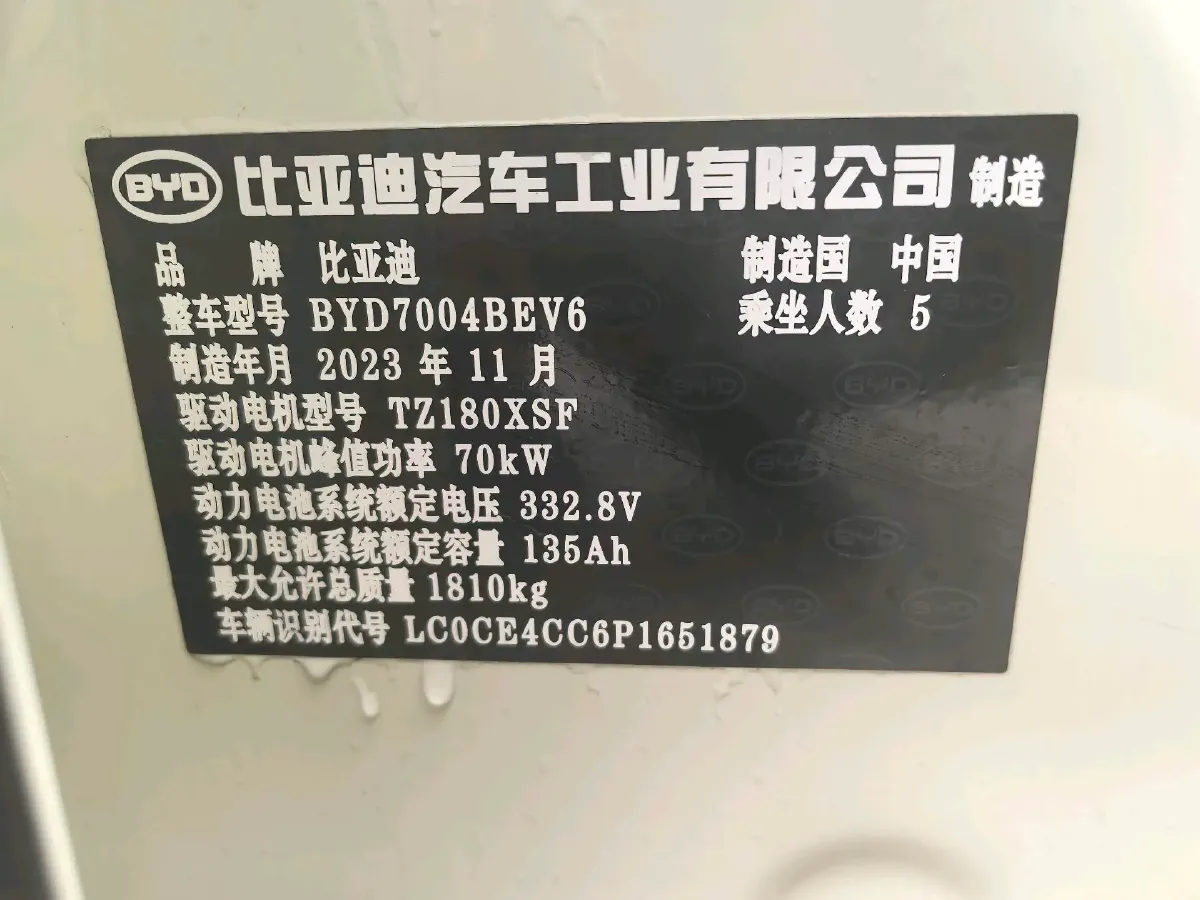 BYD 比亚迪汽车工业有限公司 制造
品 牌 比亚迪 制造国 中国
整车型号 BYD7004BEV6 乘坐人数 5
制造年月 2023 年 11 月
驱动电机型号 TZ180XSF
驱动电机峰值功率 70kW
动力电池系统额定电压 332.8V
动力电池系统额定容量 135Ah
最大允许总质量 1810kg
车辆识别代号 LC0CE4CC6P1651879